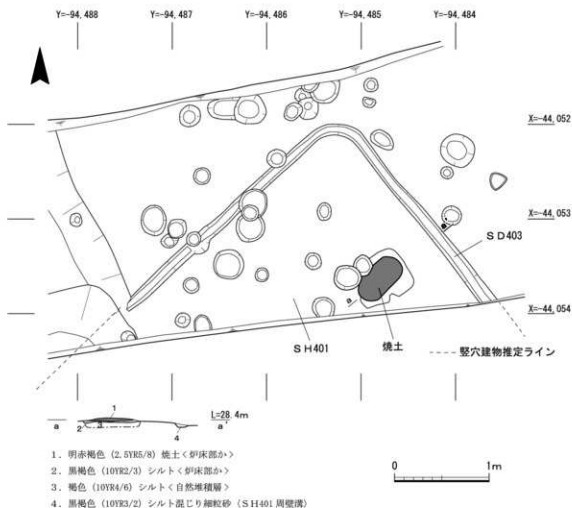 Y=-94,488
Y=-94,487
Y=-94,486
Y=-94,485
Y=-94,484
X=-44,052
X=-44,053
SD403
X=-44,054
a
SH401
焼土
竪穴建物推定ライン
1
a
2
3
L=28.4m
a'
4
1. 明赤褐色 (2.5YR5/8) 焼土<炉床部か>
2. 黒褐色 (10YR2/3) シルト<炉床部か>
3. 褐色 (10YR4/6) シルト<自然堆積層>
4. 黒褐色 (10YR3/2) シルト混じり細粒砂 (SH401 周壁溝)
0
1m